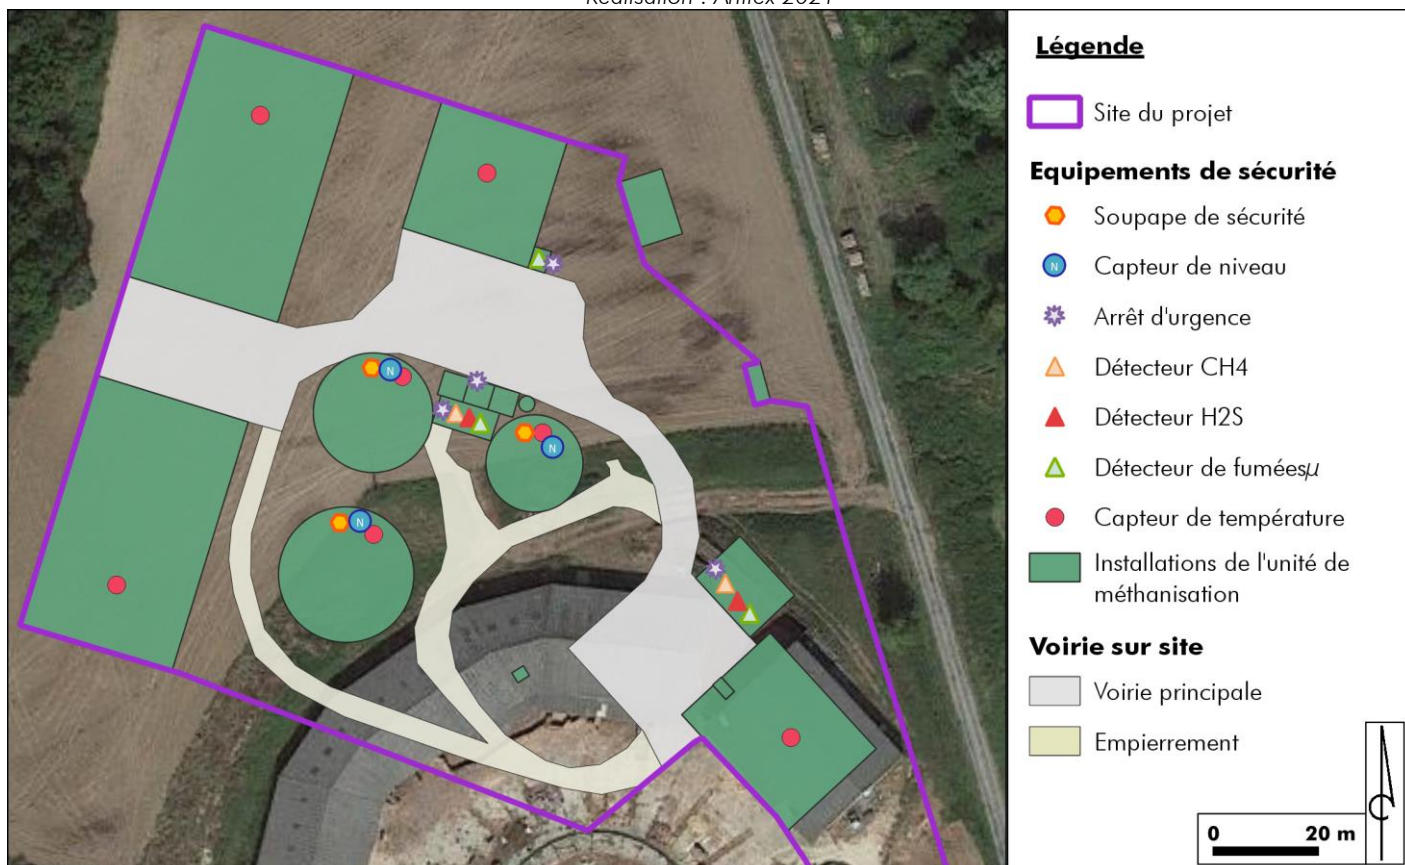 Réalisation : Artifex 2021
Légende
Site du projet
Equipements de sécurité
Soupape de sécurité
N
Capteur de niveau
Arrêt d'urgence
Détecteur CH4
Détecteur H2S
Détecteur de fuméesµ
Capteur de température
Installations de l'unité de
méthanisation
Voirie sur site
Voirie principale
Empierrement
0 20 m
N
N
N